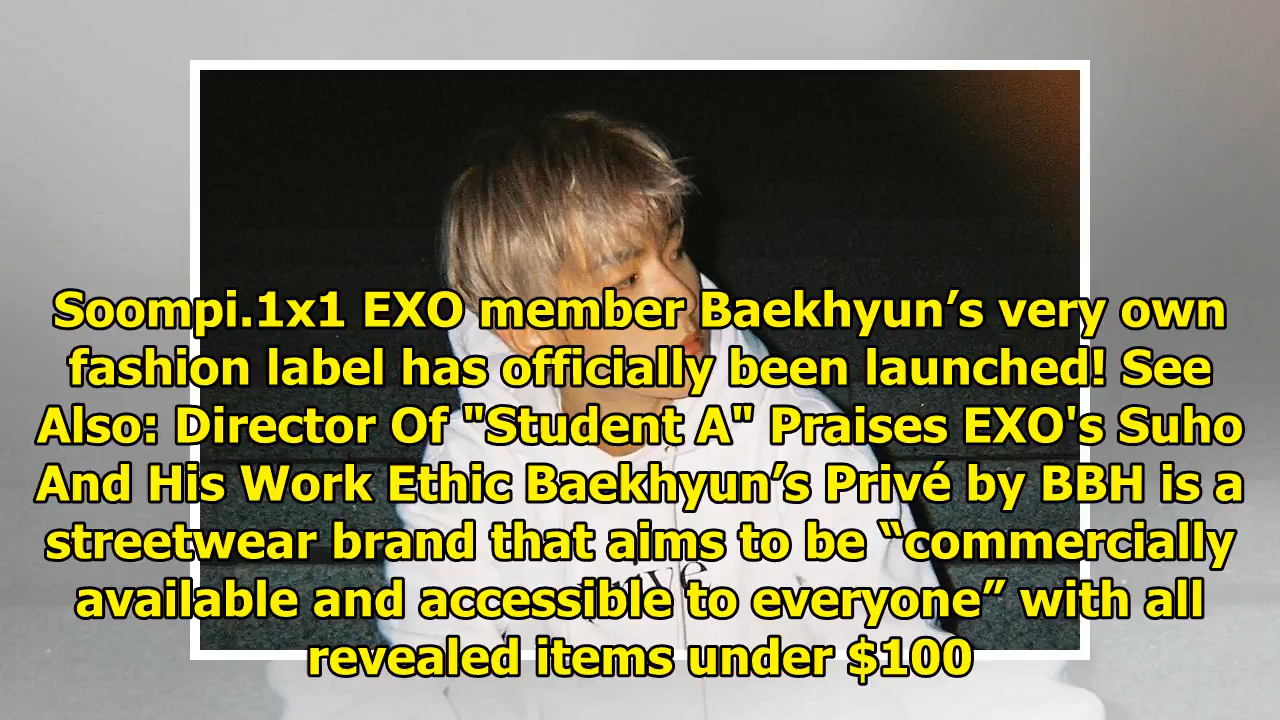 Soompi.1x1 EXO member Baekhyun’s very own
fashion label has officially been launched! See
Also: Director Of "Student A" Praises EXO's Suho
And His Work Ethic Baekhyun’s Privé by BBH is a
streetwear brand that aims to be “commercially
available and accessible to everyone” with all
revealed items under $100